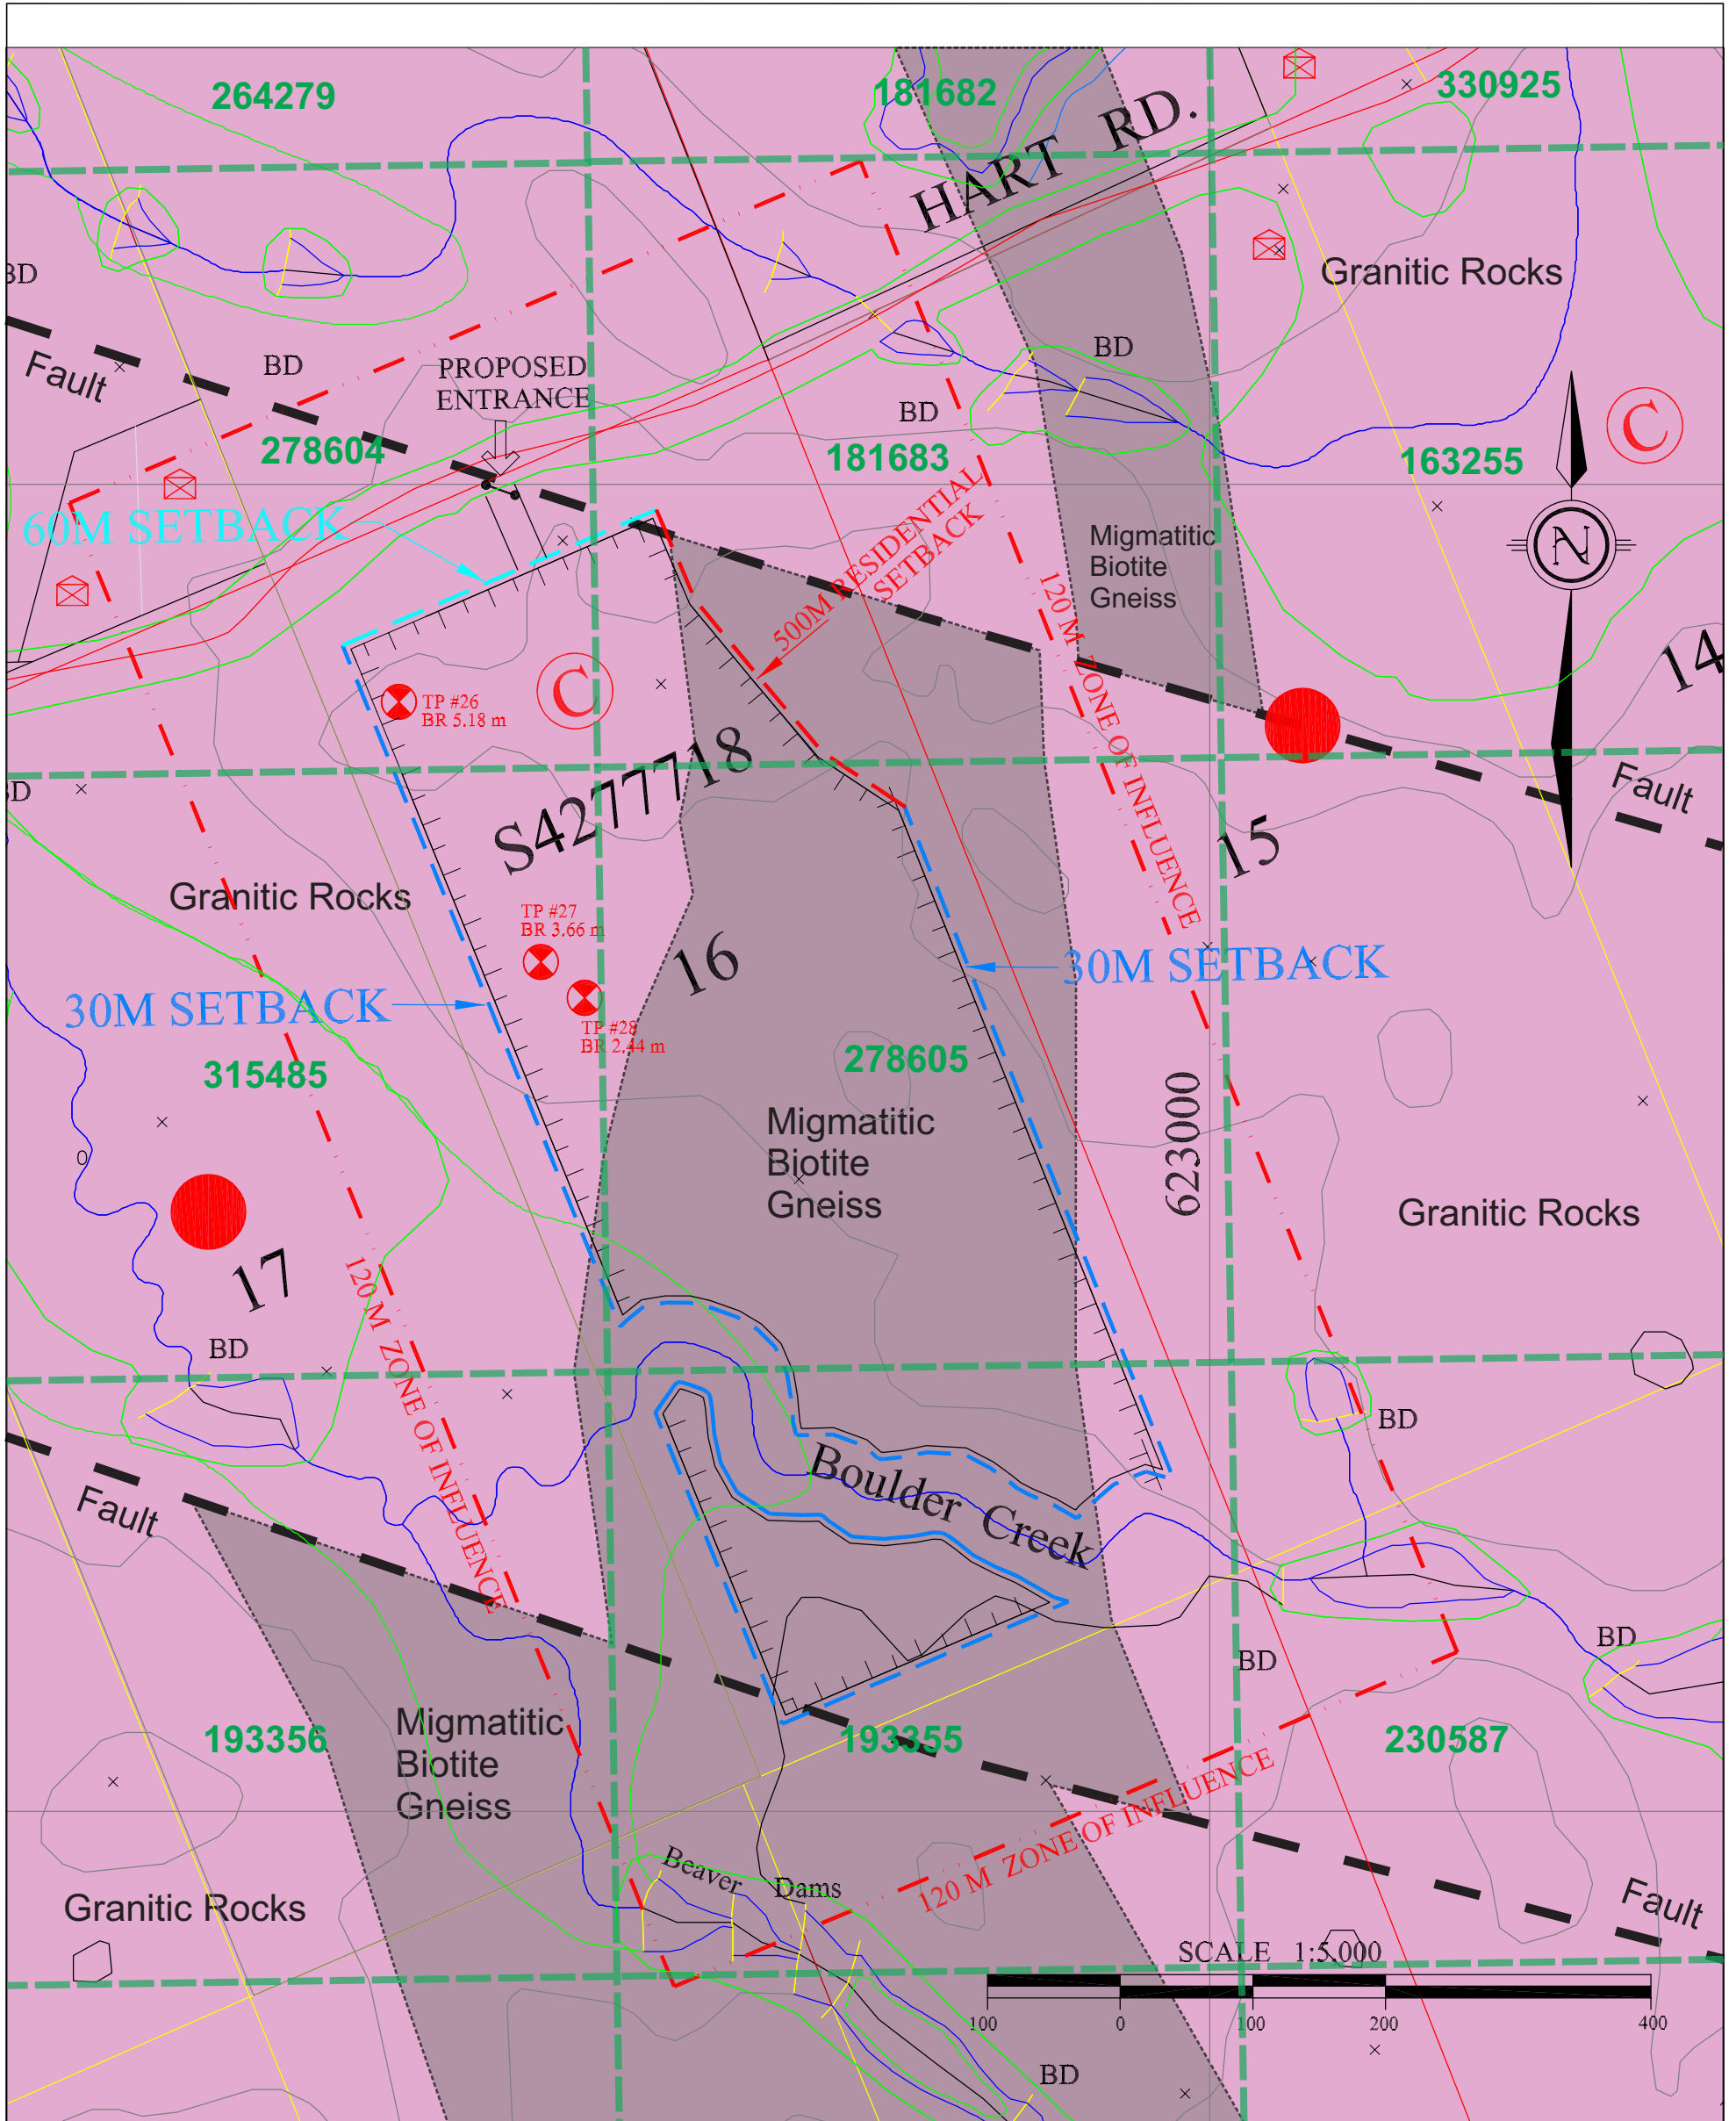 264279
181682
330925
HART RD.
Granitic Rocks
BD
Fault
BD
BD
PROPOSED
ENTRANCE
BD
C
278604
181683
163255
60M SETBACK
500M RESIDENTIAL
SETBACK
Migmatitic
Biotite
Gneiss
N
120 M ZONE OF INFLUENCE
14
C
TP #26
BR 5.18 m
S4277718
BD
Fault
15
Granitic Rocks
TP #27
BR 3.66 m
16
30M SETBACK
30M SETBACK
TP #28
BR 2.44 m
278605
315485
623000
Migmatitic
Biotite
Gneiss
0
Granitic Rocks
17
120 M ZONE OF INFLUENCE
BD
BD
Boulder Creek
Fault
BD
BD
Migmatitic
Biotite
Gneiss
193356
193355
230587
120 M ZONE OF INFLUENCE
Beaver
Dams
Granitic Rocks
Fault
SCALE 1:5,000
100 0 100 200 400
BD